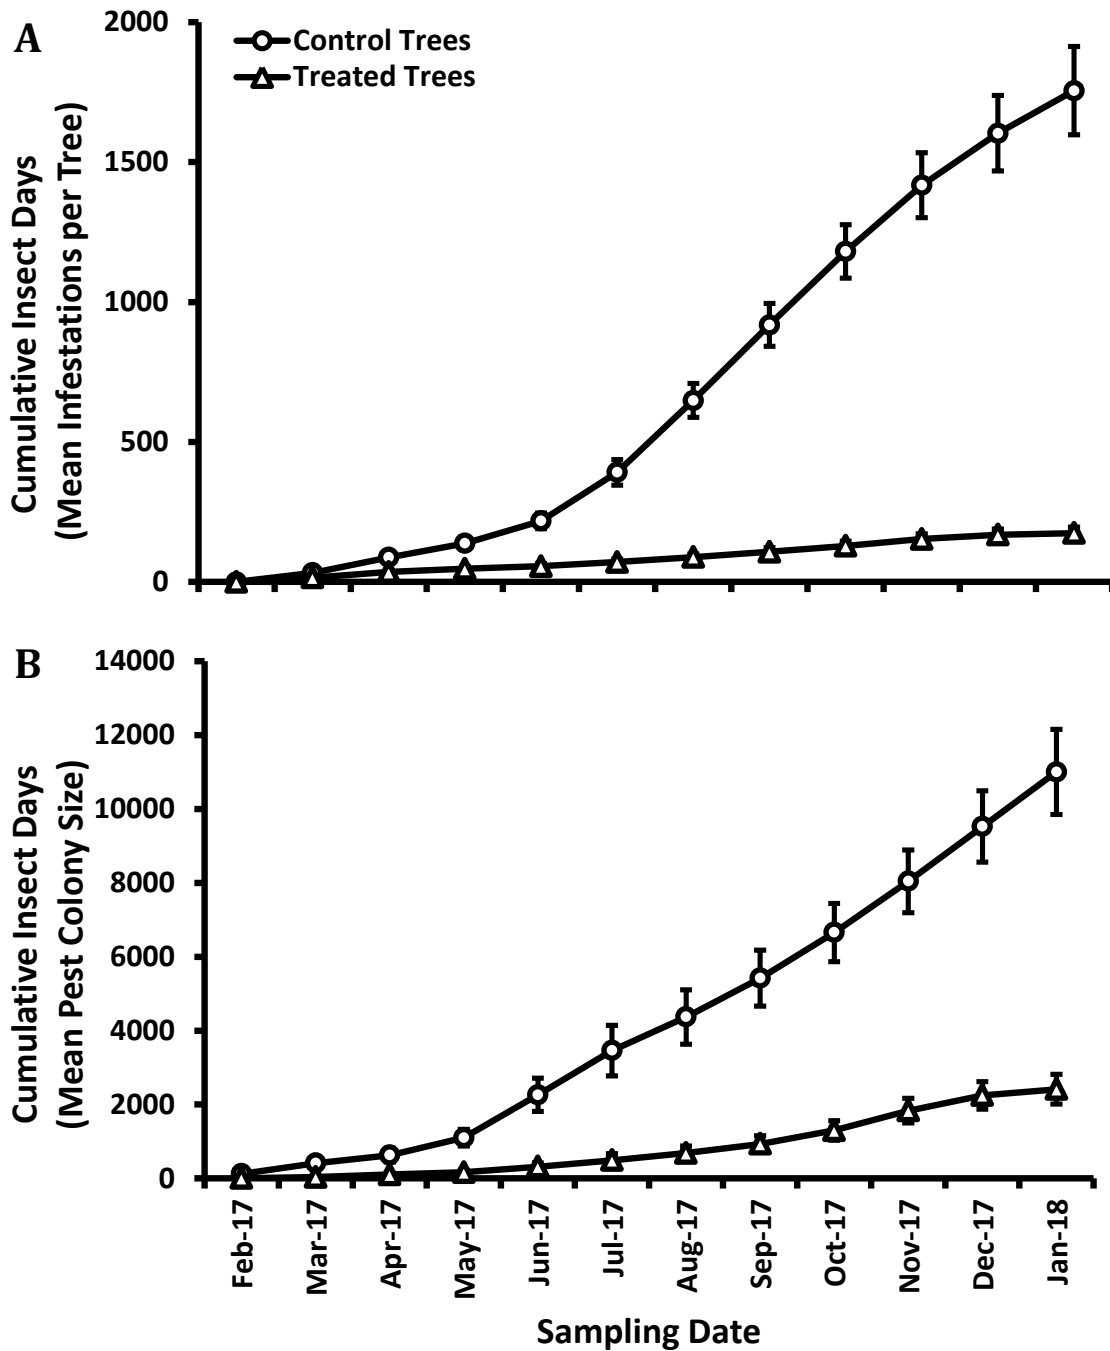 A
Control Trees
Treated Trees
Cumulative Insect Days
(Mean Infestations per Tree)
2000
1500
1000
500
0
B
Cumulative Insect Days
(Mean Pest Colony Size)
14000
12000
10000
8000
6000
4000
2000
0
Feb-17
Mar-17
Apr-17
May-17
Jun-17
Jul-17
Aug-17
Sep-17
Oct-17
Nov-17
Dec-17
Jan-18
Sampling Date